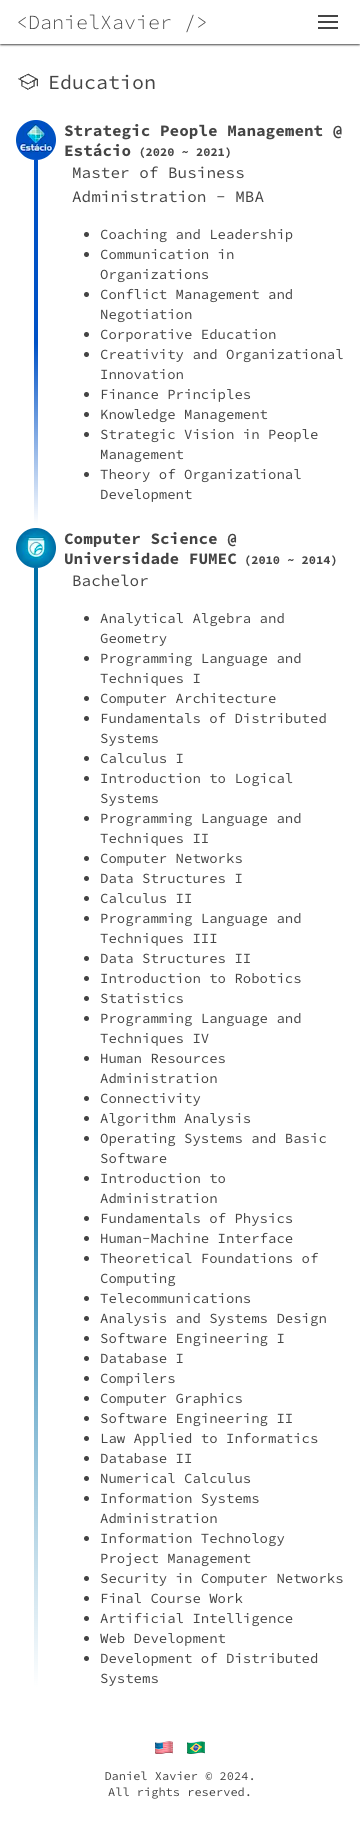 <DanielXavier />
Education
Estácio
Strategic People Management @
Estácio (2020 ~ 2021)
Master of Business
Administration - MBA
• Coaching and Leadership
• Communication in
Organizations
• Conflict Management and
Negotiation
• Corporative Education
• Creativity and Organizational
Innovation
• Finance Principles
• Knowledge Management
• Strategic Vision in People
Management
• Theory of Organizational
Development
Computer Science @
Universidade FUMEC (2010 ~ 2014)
Bachelor
• Analytical Algebra and
Geometry
• Programming Language and
Techniques I
• Computer Architecture
• Fundamentals of Distributed
Systems
• Calculus I
• Introduction to Logical
Systems
• Programming Language and
Techniques II
• Computer Networks
• Data Structures I
• Calculus II
• Programming Language and
Techniques III
• Data Structures II
• Introduction to Robotics
• Statistics
• Programming Language and
Techniques IV
• Human Resources
Administration
• Connectivity
• Algorithm Analysis
• Operating Systems and Basic
Software
• Introduction to
Administration
• Fundamentals of Physics
• Human-Machine Interface
• Theoretical Foundations of
Computing
• Telecommunications
• Analysis and Systems Design
• Software Engineering I
• Database I
• Compilers
• Computer Graphics
• Software Engineering II
• Law Applied to Informatics
• Database II
• Numerical Calculus
• Information Systems
Administration
• Information Technology
Project Management
• Security in Computer Networks
• Final Course Work
• Artificial Intelligence
• Web Development
• Development of Distributed
Systems
Daniel Xavier © 2024.
All rights reserved.